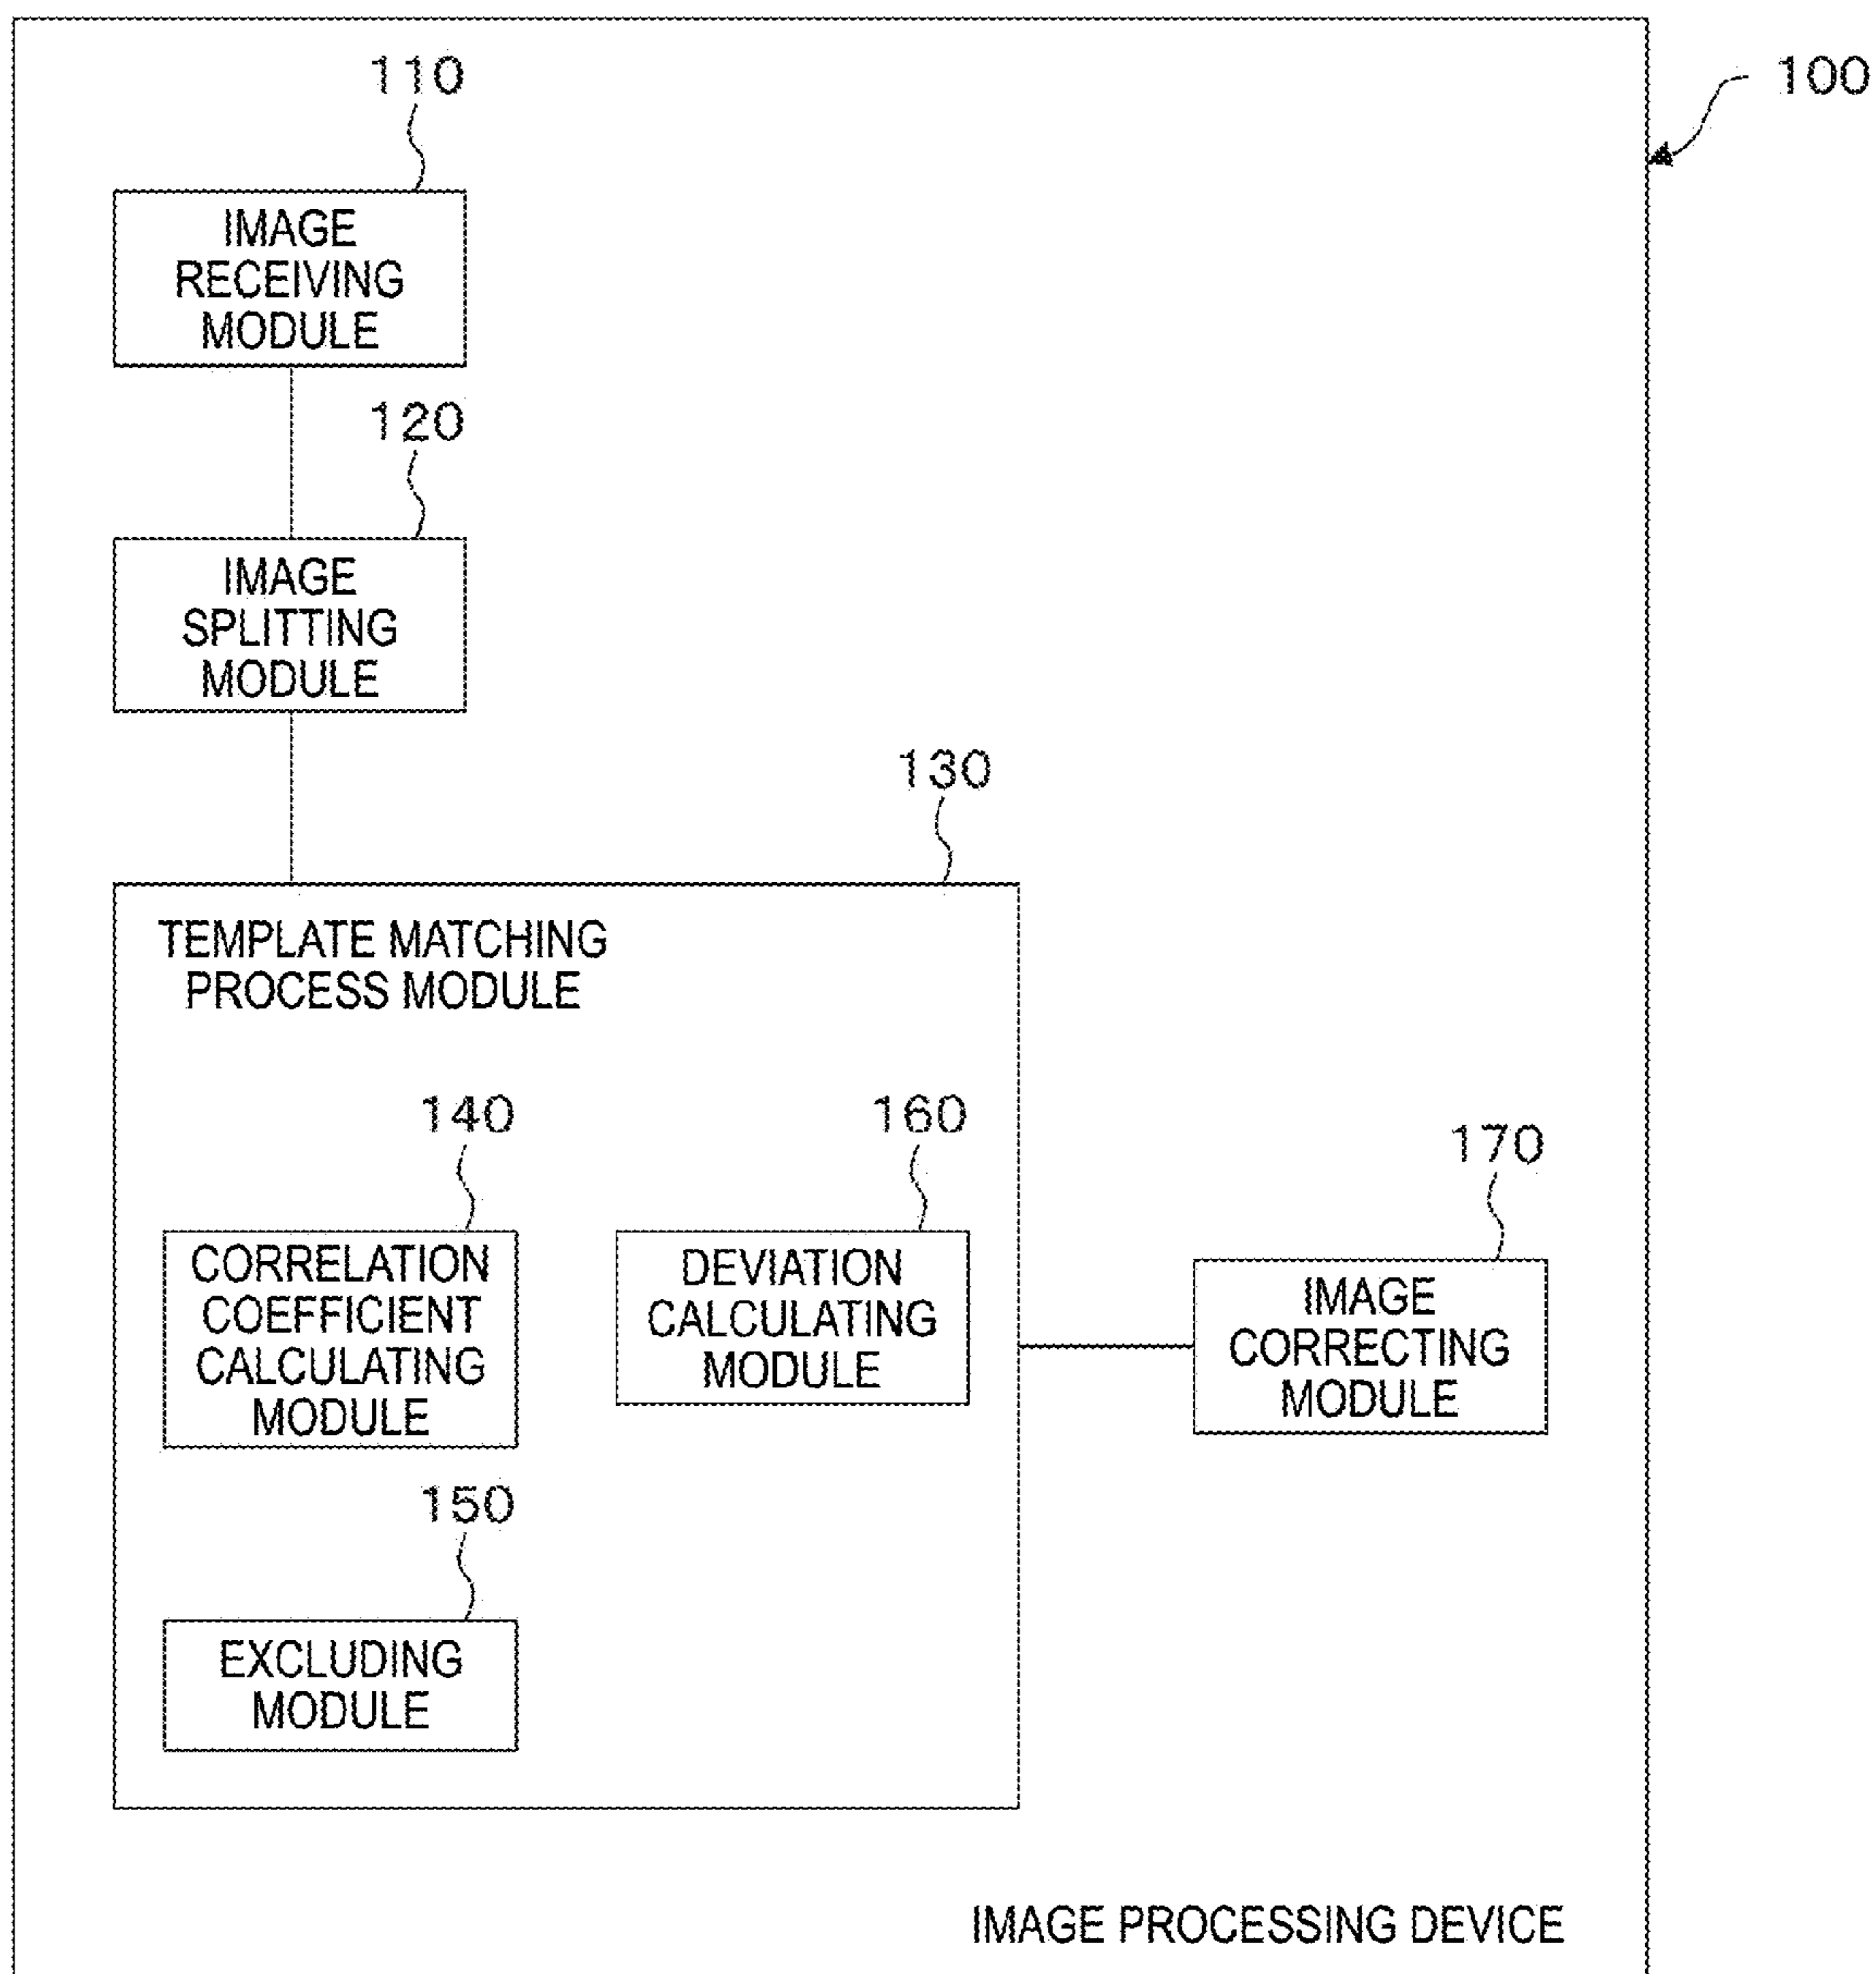 100
110
IMAGE
RECEIVING
MODULE
120
IMAGE
SPLITTING
MODULE
130
TEMPLATE MATCHING
PROCESS MODULE
140
CORRELATION
COEFFICIENT
CALCULATING
MODULE
160
DEVIATION
CALCULATING
MODULE
170
IMAGE
CORRECTING
MODULE
150
EXCLUDING
MODULE
IMAGE PROCESSING DEVICE